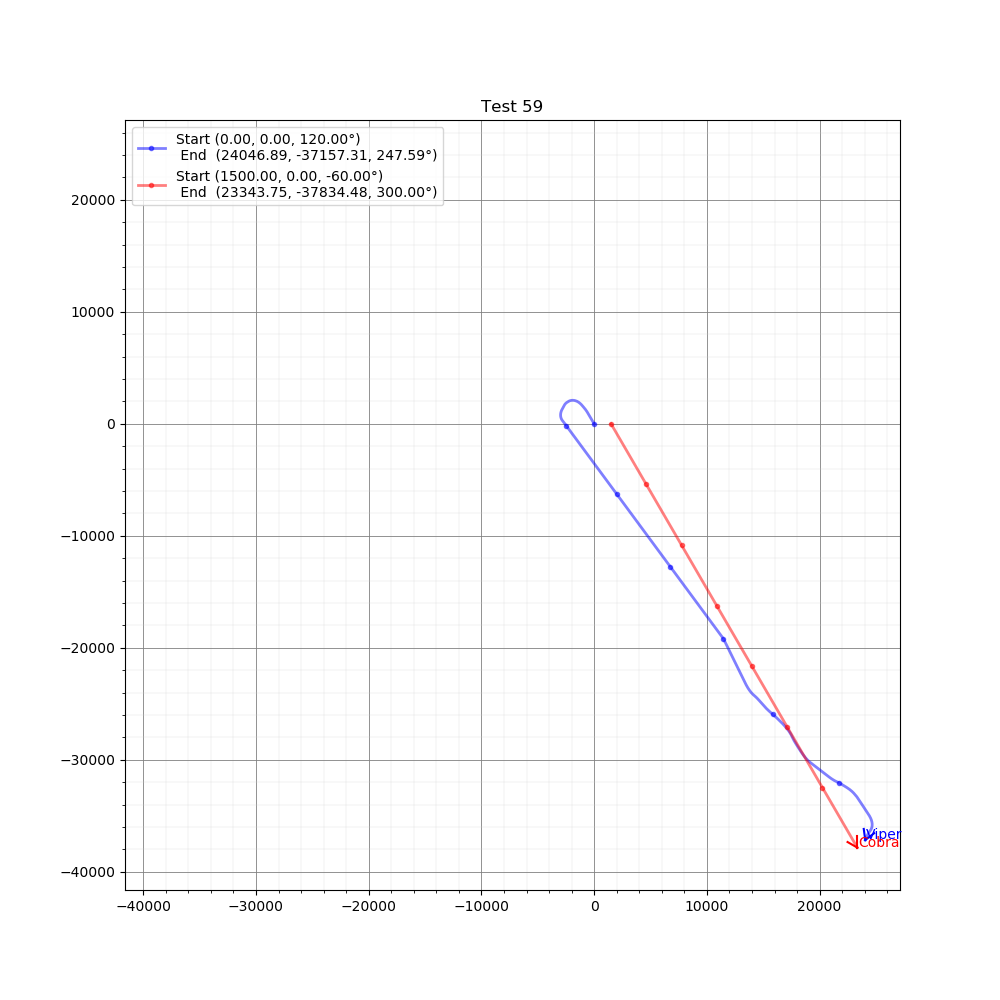 Test 59
Start (0.00, 0.00, 120.00°)
End (24046.89, -37157.31, 247.59°)
Start (1500.00, 0.00, -60.00°)
End (23343.75, -37834.48, 300.00°)
20000
10000
0
−10000
−20000
−30000
−40000
Viper
Cobra
−40000 −30000 −20000 −10000 0 10000 20000